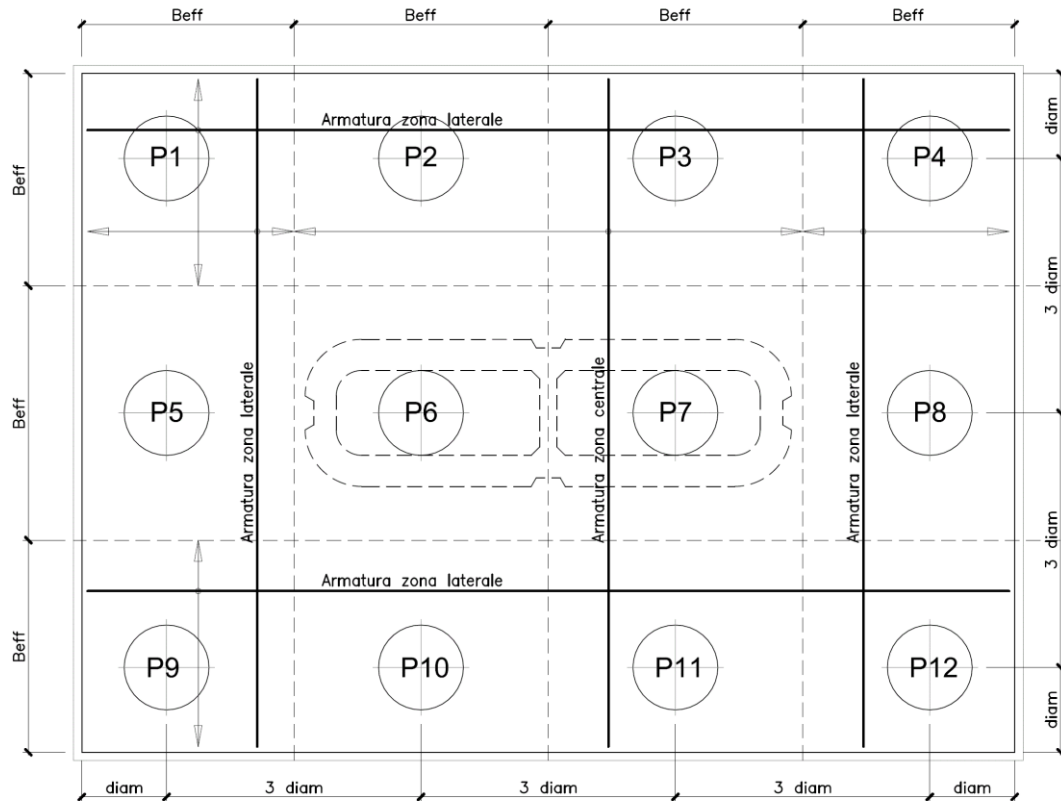 Beff Beff Beff Beff
Armatura zona laterale
diam
P1 P2 P3 P4
Beff
3 diam
Armatura zona laterale
Armatura zona centrale
Armatura zona laterale
Beff
P5 P6 P7 P8
3 diam
Armatura zona laterale
Beff
P9 P10 P11 P12
diam
diam 3 diam 3 diam 3 diam diam